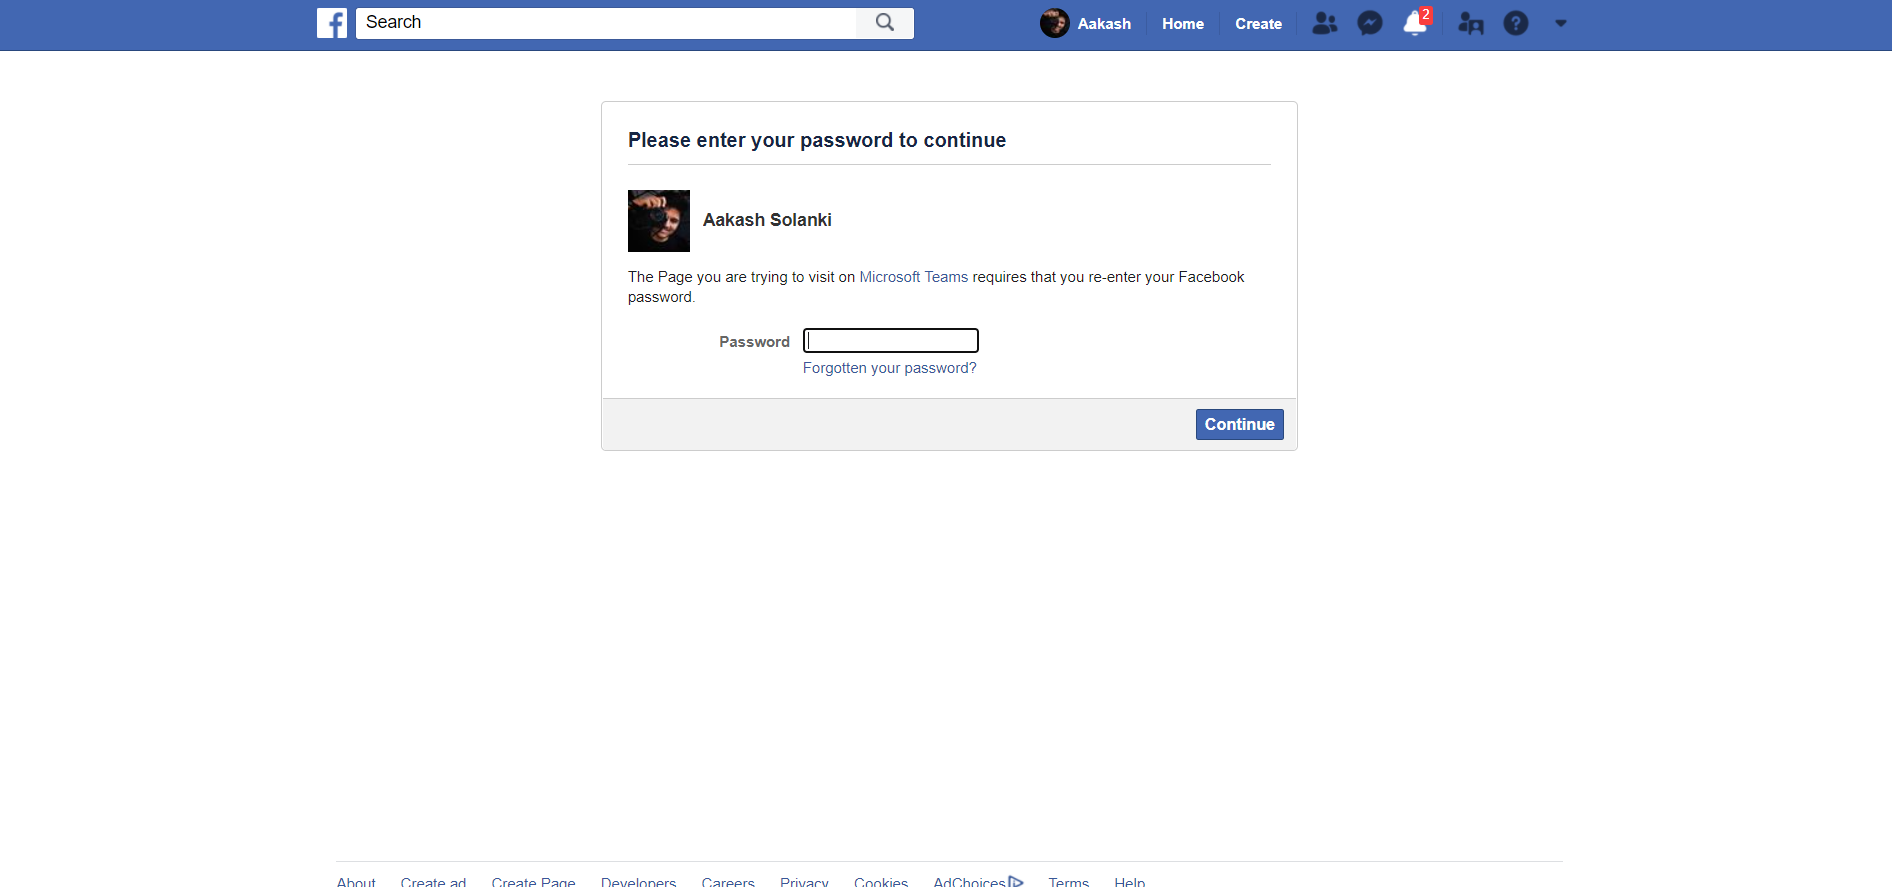 Search
Aakash Home Create 2
Please enter your password to continue
Aakash Solanki
The Page you are trying to visit on Microsoft Teams requires that you re-enter your Facebook
password.
Password
Forgotten your password?
Continue
About Create ad Create Page Developers Careers Privacy Cookies AdChoices Terms Help